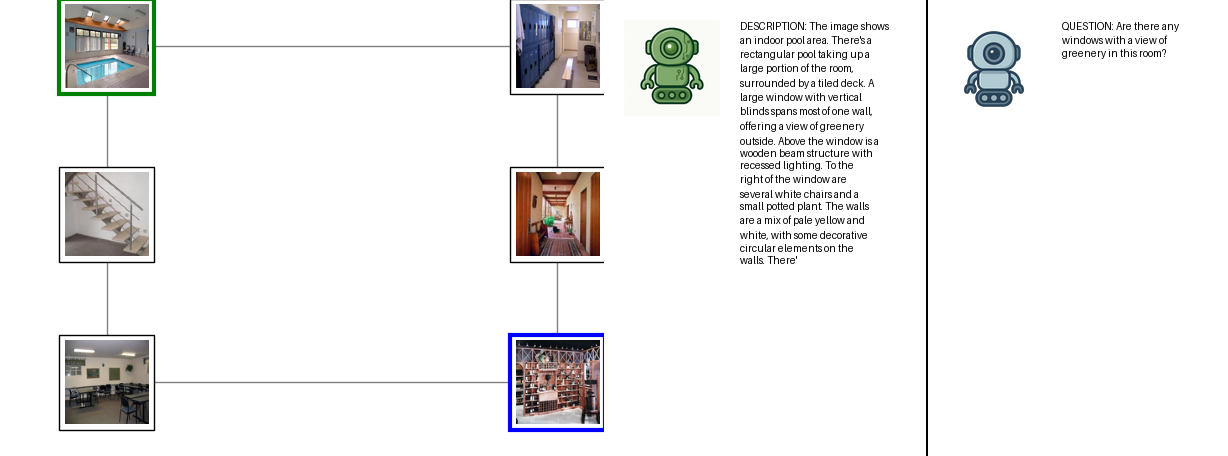 DESCRIPTION: The image shows
an indoor pool area. There's a
rectangular pool taking up a
large portion of the room,
surrounded by a tiled deck. A
large window with vertical
blinds spans most of one wall,
offering a view of greenery
outside. Above the window is a
wooden beam structure with
recessed lighting. To the
right of the window are
several white chairs and a
small potted plant. The walls
are a mix of pale yellow and
white, with some decorative
circular elements on the
walls. There'
QUESTION: Are there any
windows with a view of
greenery in this room?